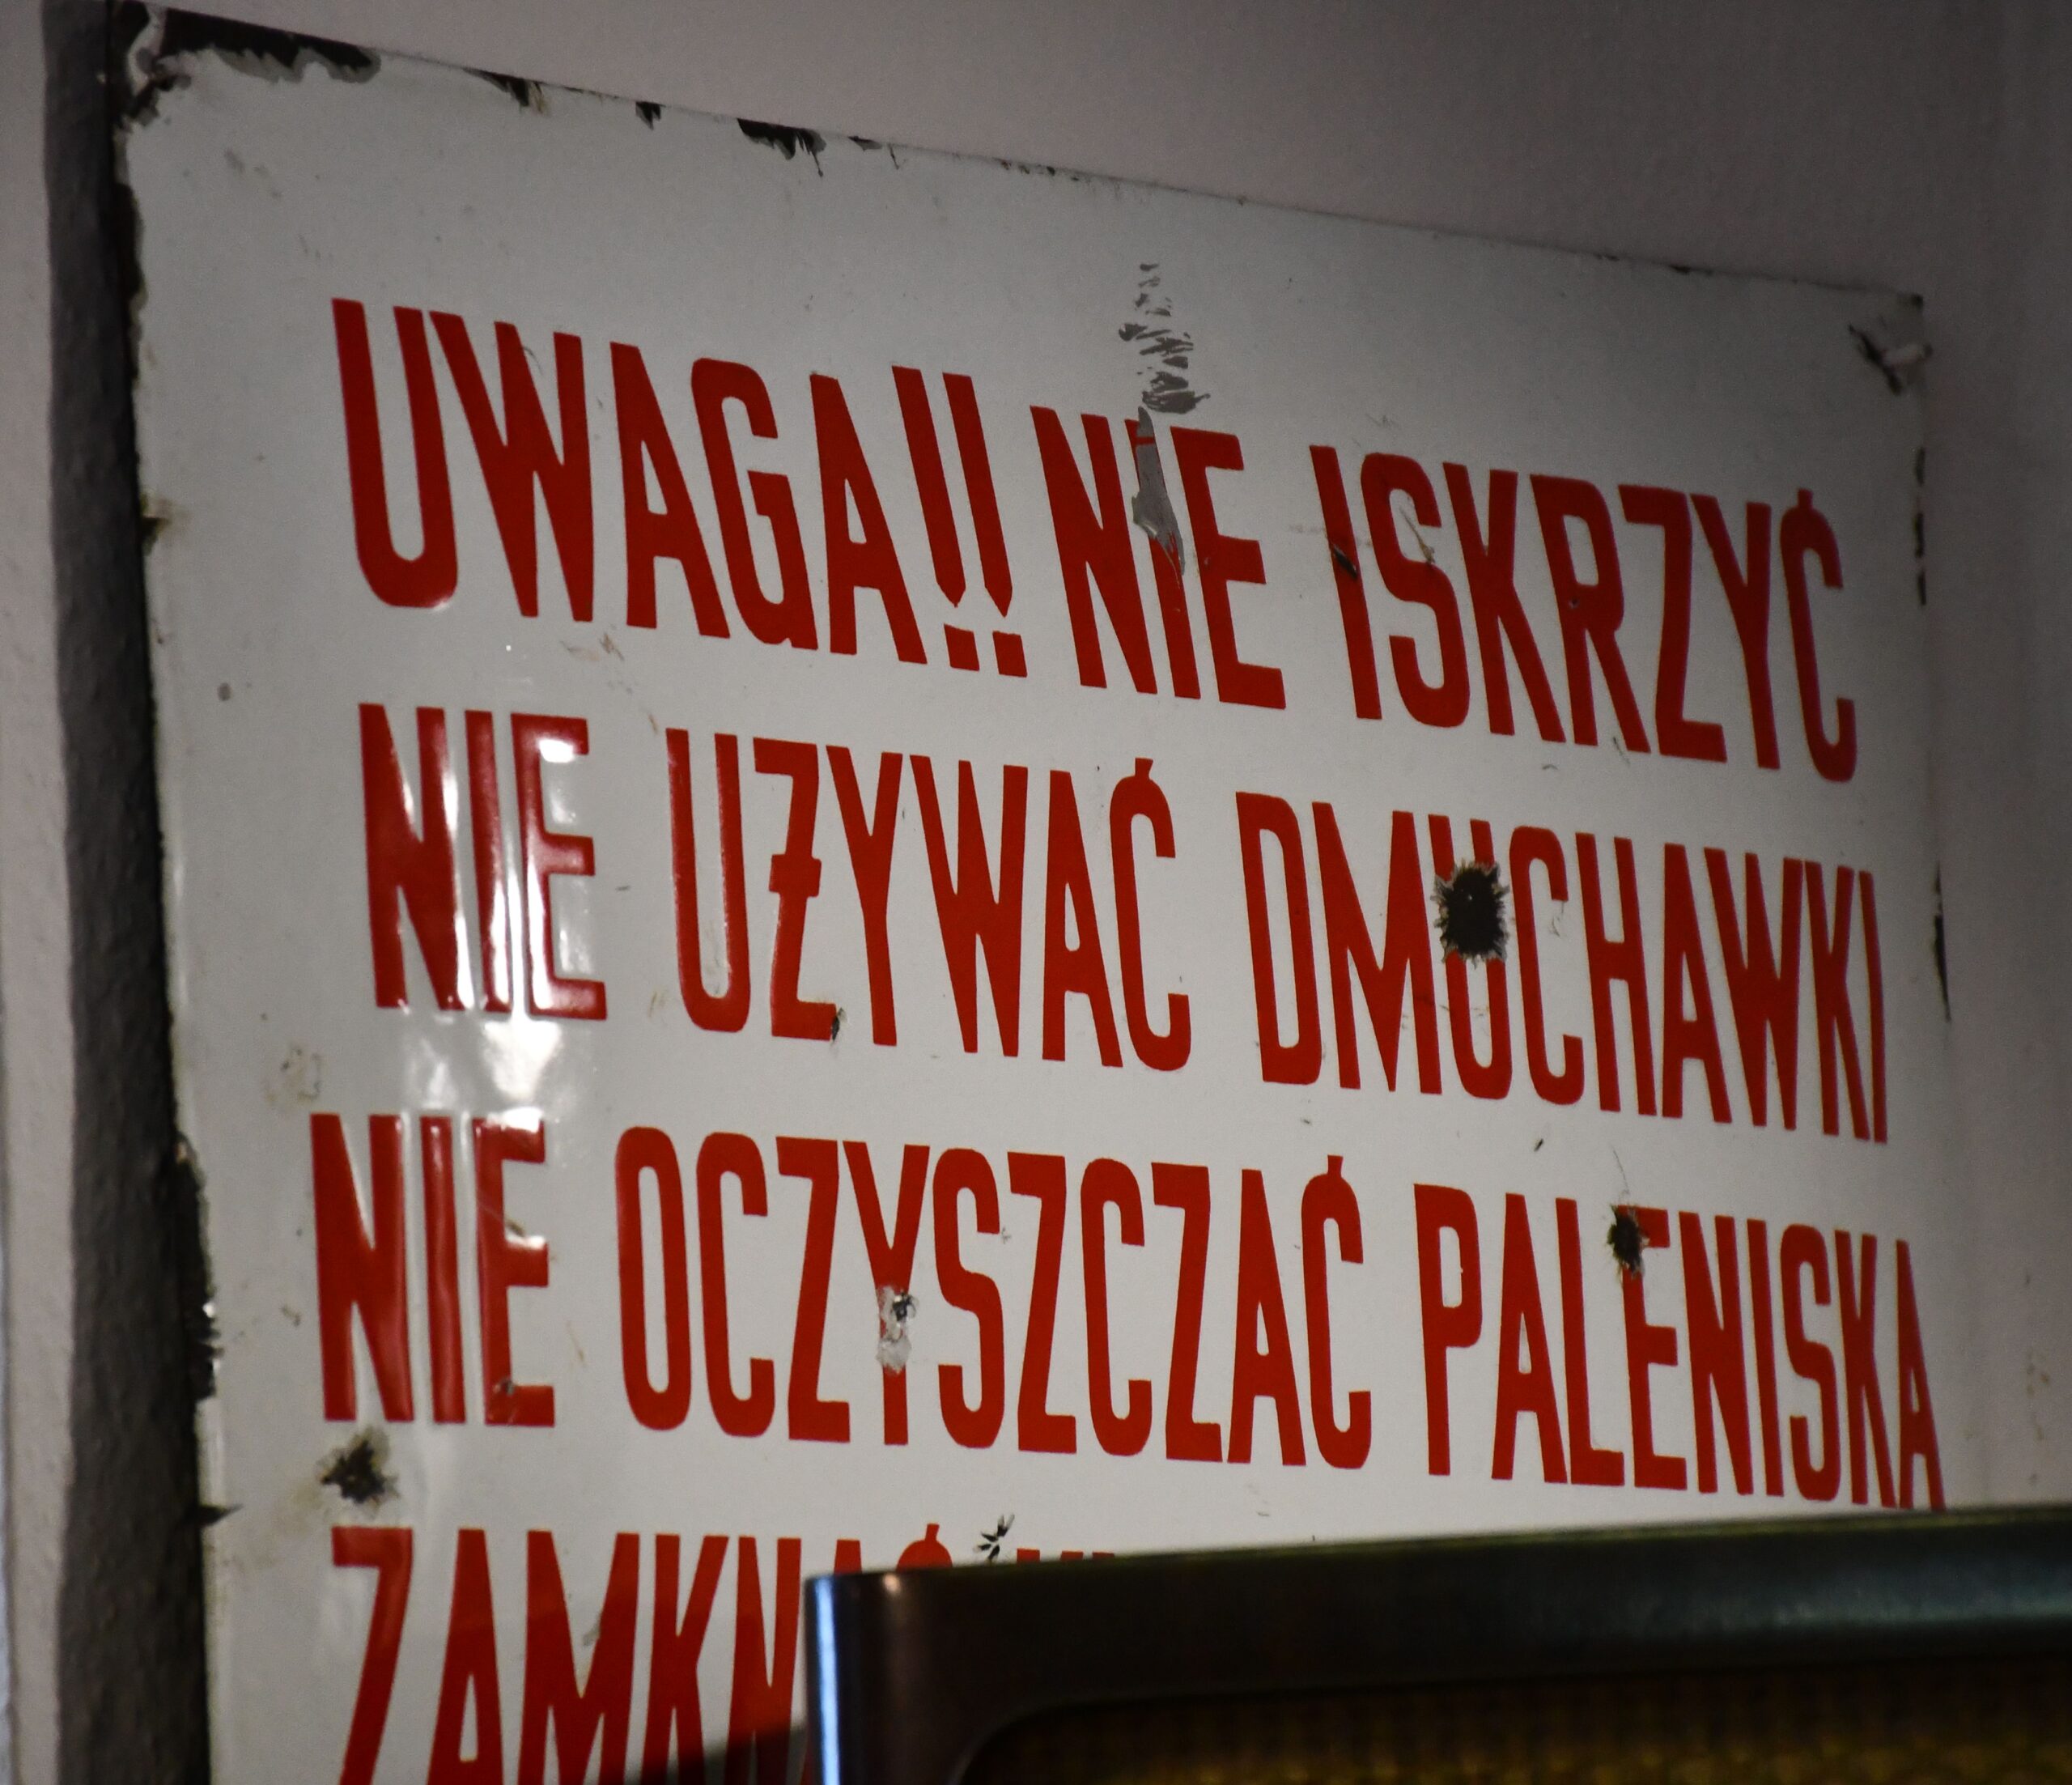 UWAGA!! NIE ISKRZYĆ
NIE UŻYWAĆ DMUCHAWKI
NIE OCZYSZCZAĆ PALENISKA